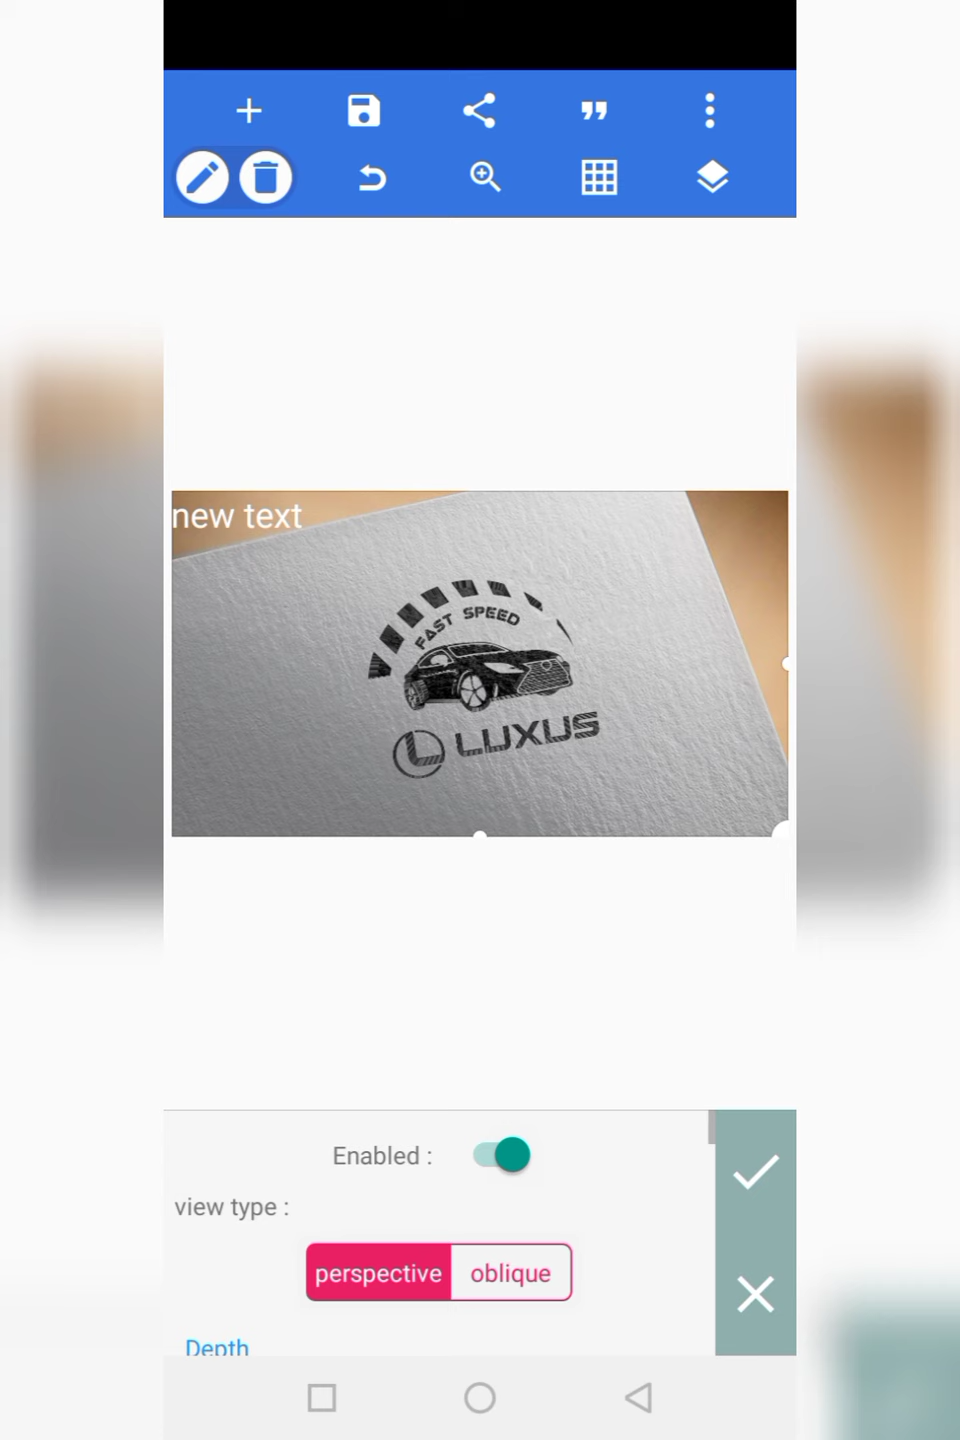 new text
FAST SPEED
L LUXUS
Enabled :
view type :
perspective oblique
Depth